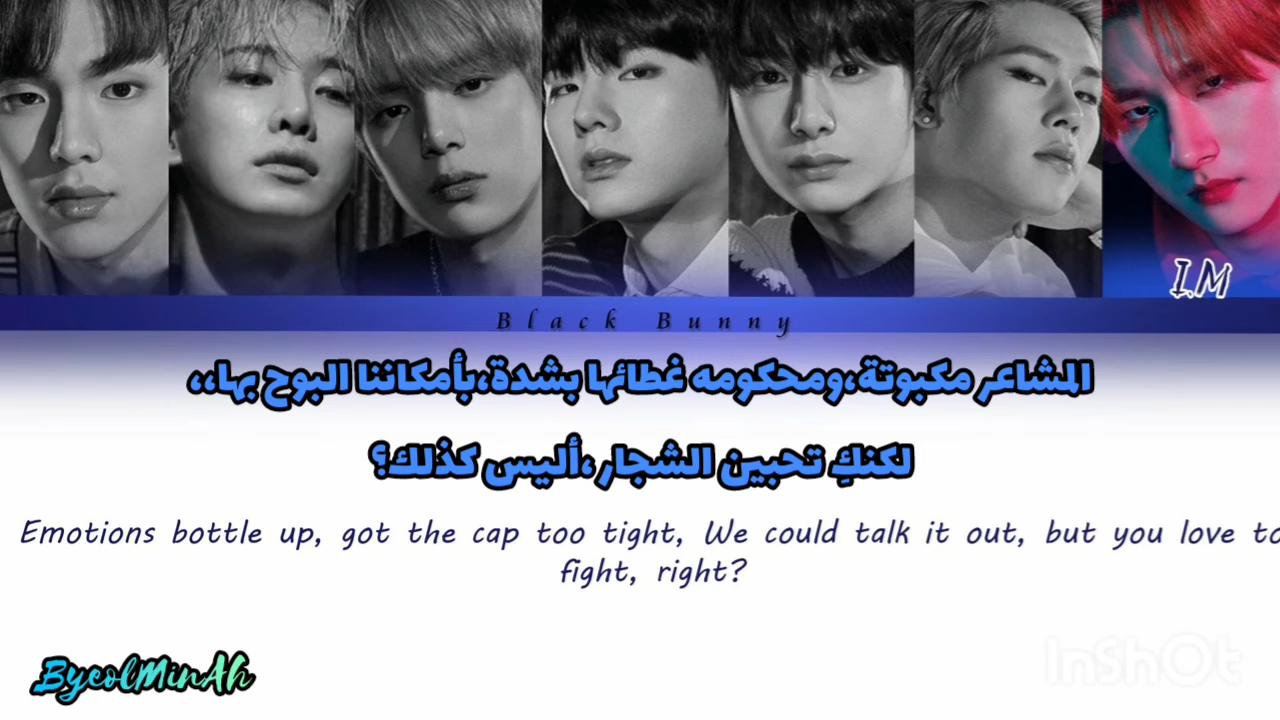 I.M
Black Bunny
المشاعر مكبوتة،ومحكومه غطائها بشدة،بأمكاننا البوح بها،،
لكنكِ تحبين الشجار ،أليس كذلك؟
Emotions bottle up, got the cap too tight, We could talk it out, but you love to
fight, right?
ByeolMinAh
InShOt